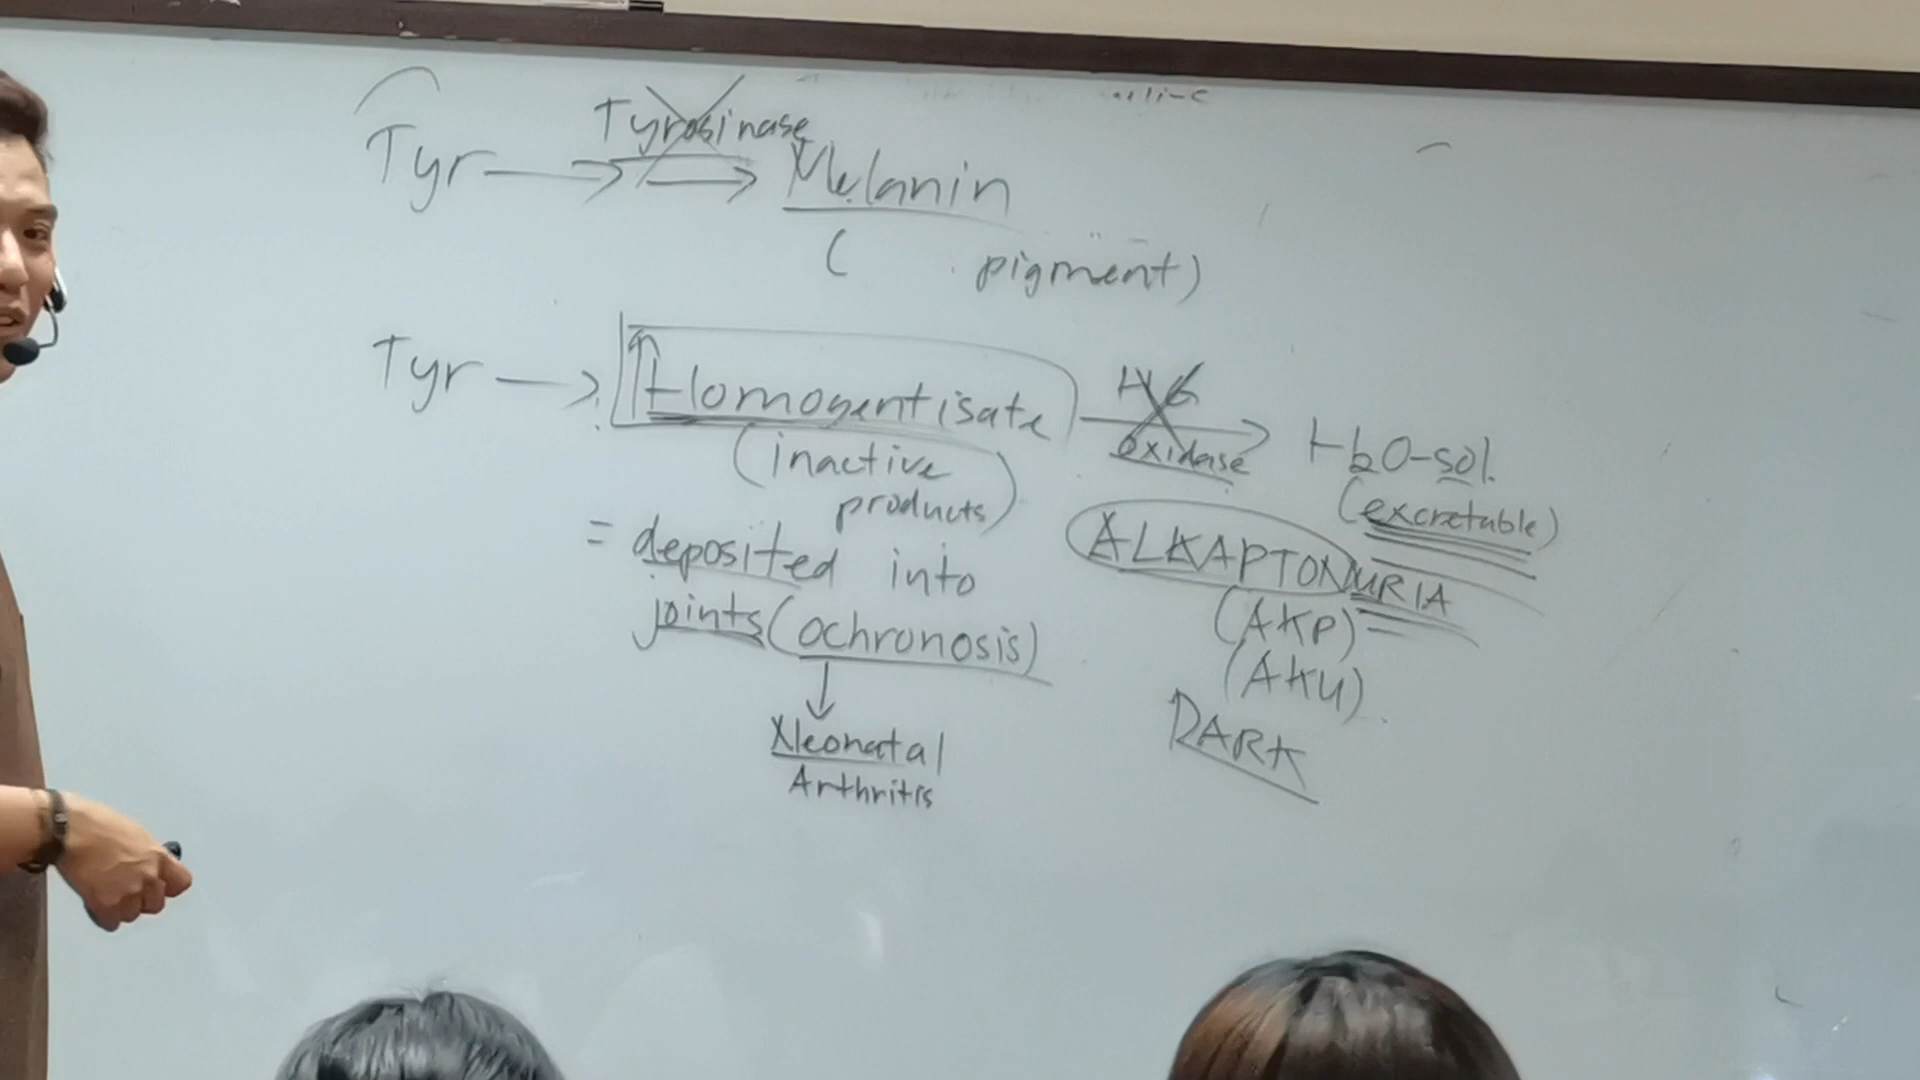 Tyr → Tyrosinase → Melanin
( pigment)
Tyr → ↑Homogentisate HG oxidase → H2O-sol.
(inactive products)
(excretable)
= deposited into
joints (ochronosis)
↓
Neonatal
Arthritis
ALKAPTONURIA
(AKP)
(AKU)
DARK